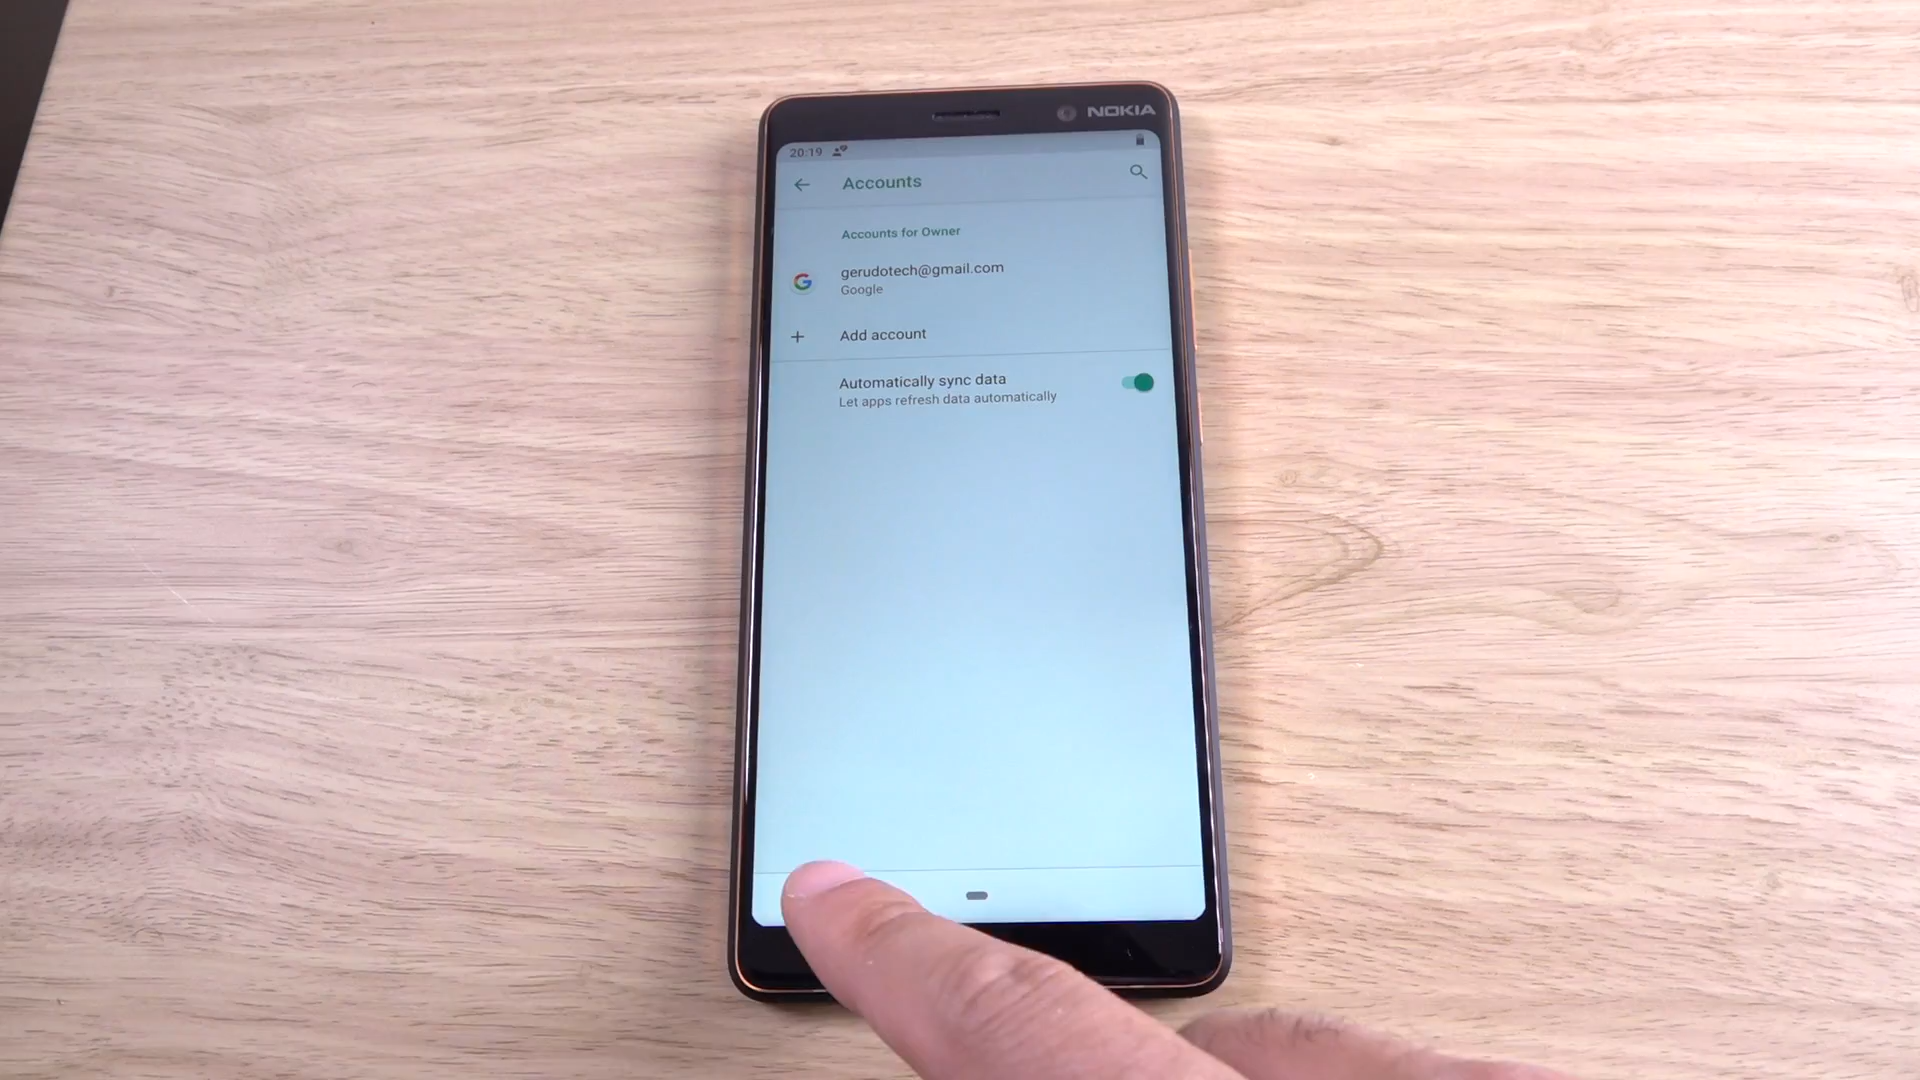 NOKIA
20:19
Accounts
Accounts for Owner
gerudotech@gmail.com
Google
Add account
Automatically sync data
Let apps refresh data automatically